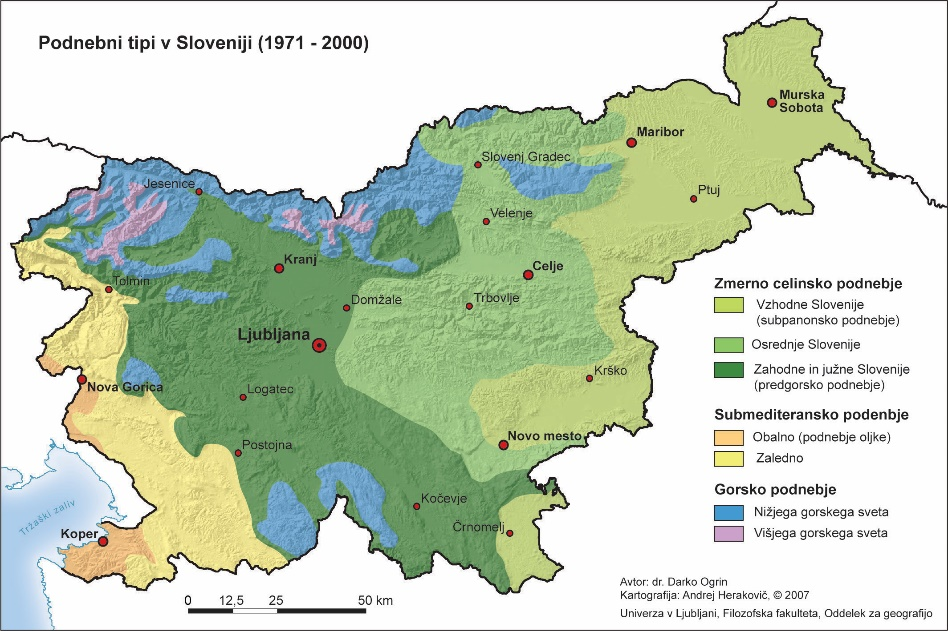 Podnebni tipi v Sloveniji (1971 - 2000)
Murska
Sobota
Maribor
Slovenj Gradec
Jesenice
Ptuj
Velenje
Kranj
Celje
Tolmin
Domžale
Trbovlje
Ljubljana
Krško
Nova Gorica
Logatec
Novo mesto
Postojna
Kočevje
Tržaški zaliv
Črnomelj
Koper
Zmerno celinsko podnebje
Vzhodne Slovenije
(subpanonsko podnebje)
Osrednje Slovenije
Zahodne in južne Slovenije
(predgorsko podnebje)
Submediteransko podenbje
Obalno (podnebje oljke)
Zaledno
Gorsko podnebje
Nižjega gorskega sveta
Višjega gorskega sveta
0 12,5 25 50 km
Avtor: dr. Darko Ogrin
Kartografija: Andrej Herakovič, © 2007
Univerza v Ljubljani, Filozofska fakulteta, Oddelek za geografijo